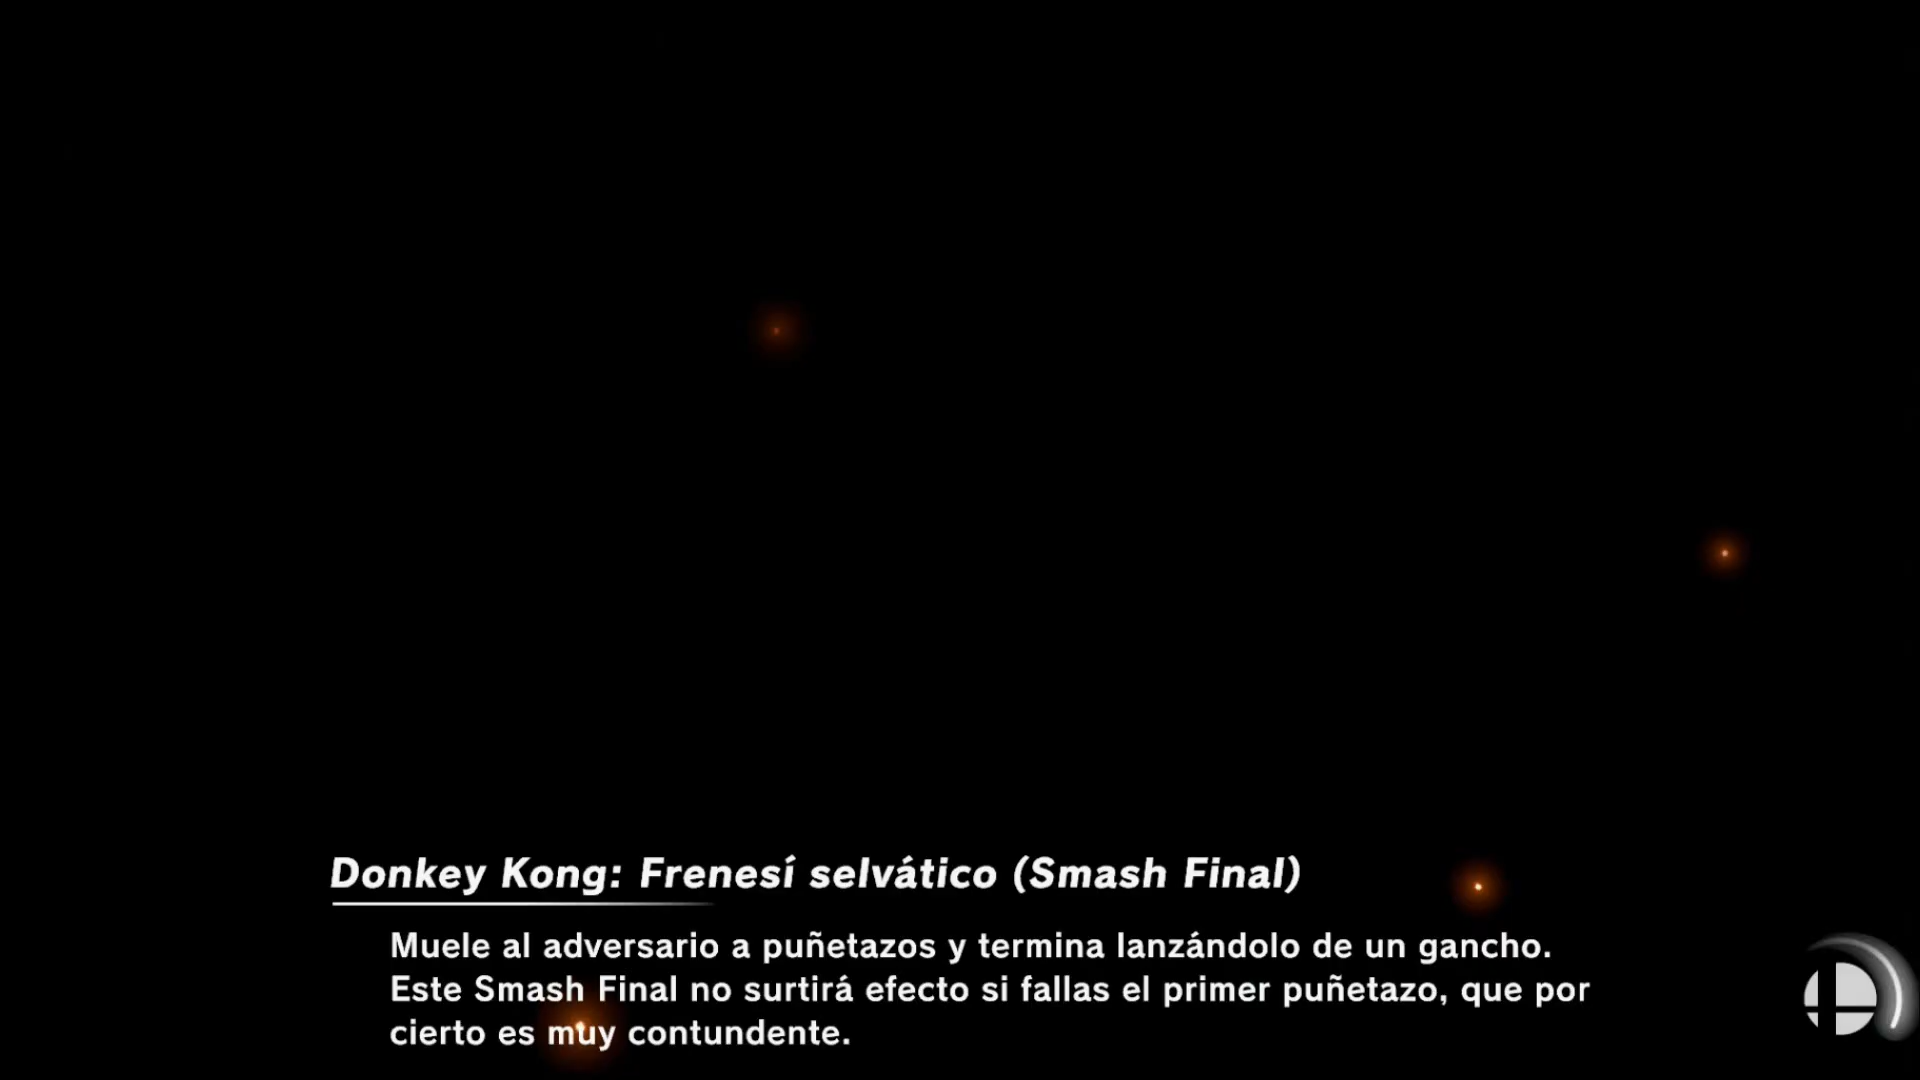 Donkey Kong: Frenesí selvático (Smash Final)
Muele al adversario a puñetazos y termina lanzándolo de un gancho.
Este Smash Final no surtirá efecto si fallas el primer puñetazo, que por
cierto es muy contundente.